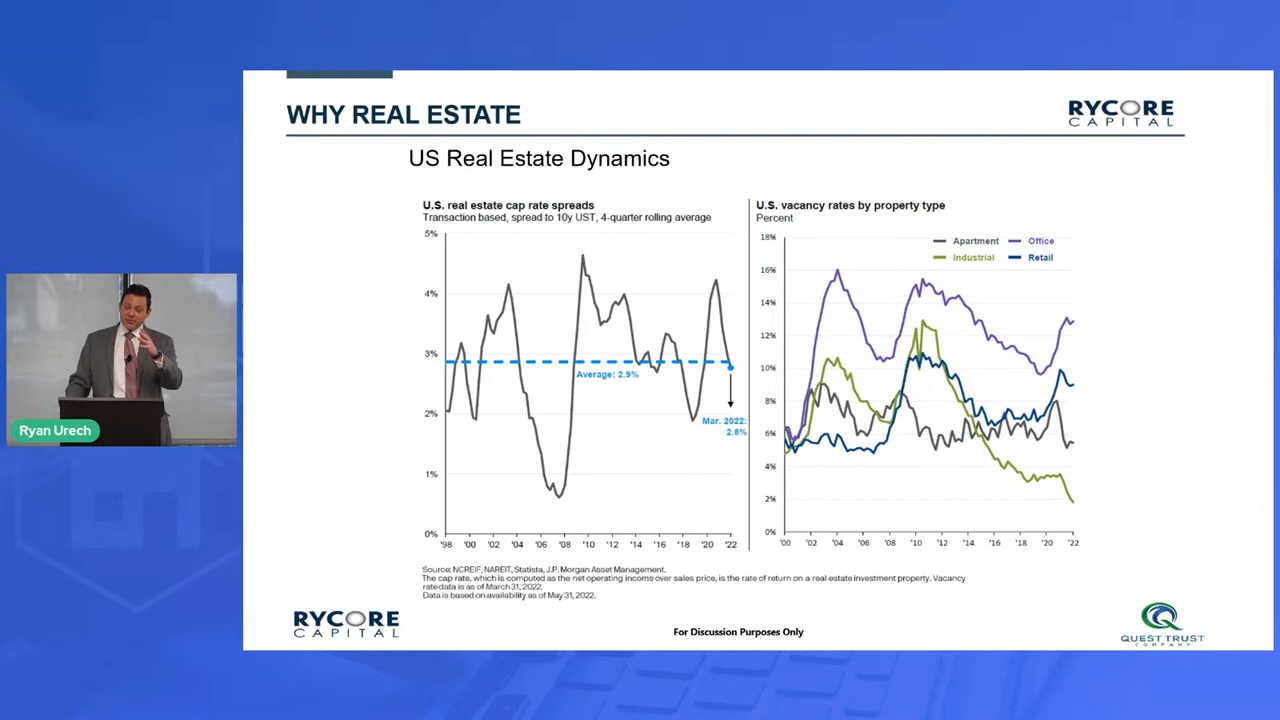 WHY REAL ESTATE
RYCORE
CAPITAL
US Real Estate Dynamics
U.S. real estate cap rate spreads
Transaction based, spread to 10y UST, 4-quarter rolling average
5%
4%
3%
2%
1%
0%
Average: 2.9%
Mar. 2022:
2.8%
'98 '00 '02 '04 '06 '08 '10 '12 '14 '16 '18 '20 '22
U.S. vacancy rates by property type
Percent
18%
16%
14%
12%
10%
8%
6%
4%
2%
0%
Apartment Office
Industrial Retail
'00 '02 '04 '06 '08 '10 '12 '14 '16 '18 '20 '22
Ryan Urech
Source: NCREIF, NAREIT, Statista, J.P. Morgan Asset Management.
The cap rate, which is computed as the net operating income over sales price, is the rate of return on a real estate investment property. Vacancy
rate data is as of March 31, 2022.
Data is based on availability as of May 31, 2022.
RYCORE
CAPITAL
For Discussion Purposes Only
QUEST TRUST
COMPANY